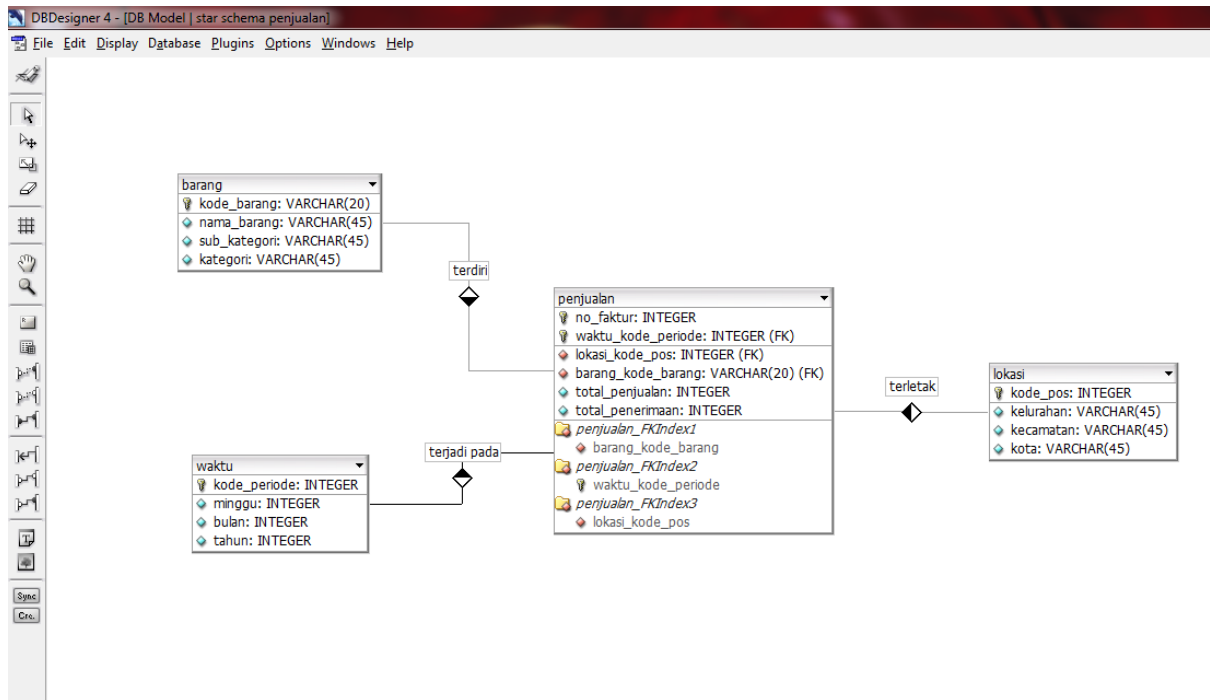 DBDesigner 4 - [DB Model | star schema penjualan]
File Edit Display Database Plugins Options Windows Help
barang
kode_barang: VARCHAR(20)
nama_barang: VARCHAR(45)
sub_kategori: VARCHAR(45)
kategori: VARCHAR(45)
terdiri
penjualan
no_faktur: INTEGER
waktu_kode_periode: INTEGER (FK)
lokasi_kode_pos: INTEGER (FK)
barang_kode_barang: VARCHAR(20) (FK)
total_penjualan: INTEGER
total_penerimaan: INTEGER
penjualan_FKIndex1
barang_kode_barang
penjualan_FKIndex2
waktu_kode_periode
penjualan_FKIndex3
lokasi_kode_pos
terletak
lokasi
kode_pos: INTEGER
kelurahan: VARCHAR(45)
kecamatan: VARCHAR(45)
kota: VARCHAR(45)
terjadi pada
waktu
kode_periode: INTEGER
minggu: INTEGER
bulan: INTEGER
tahun: INTEGER
Sync
Cre.